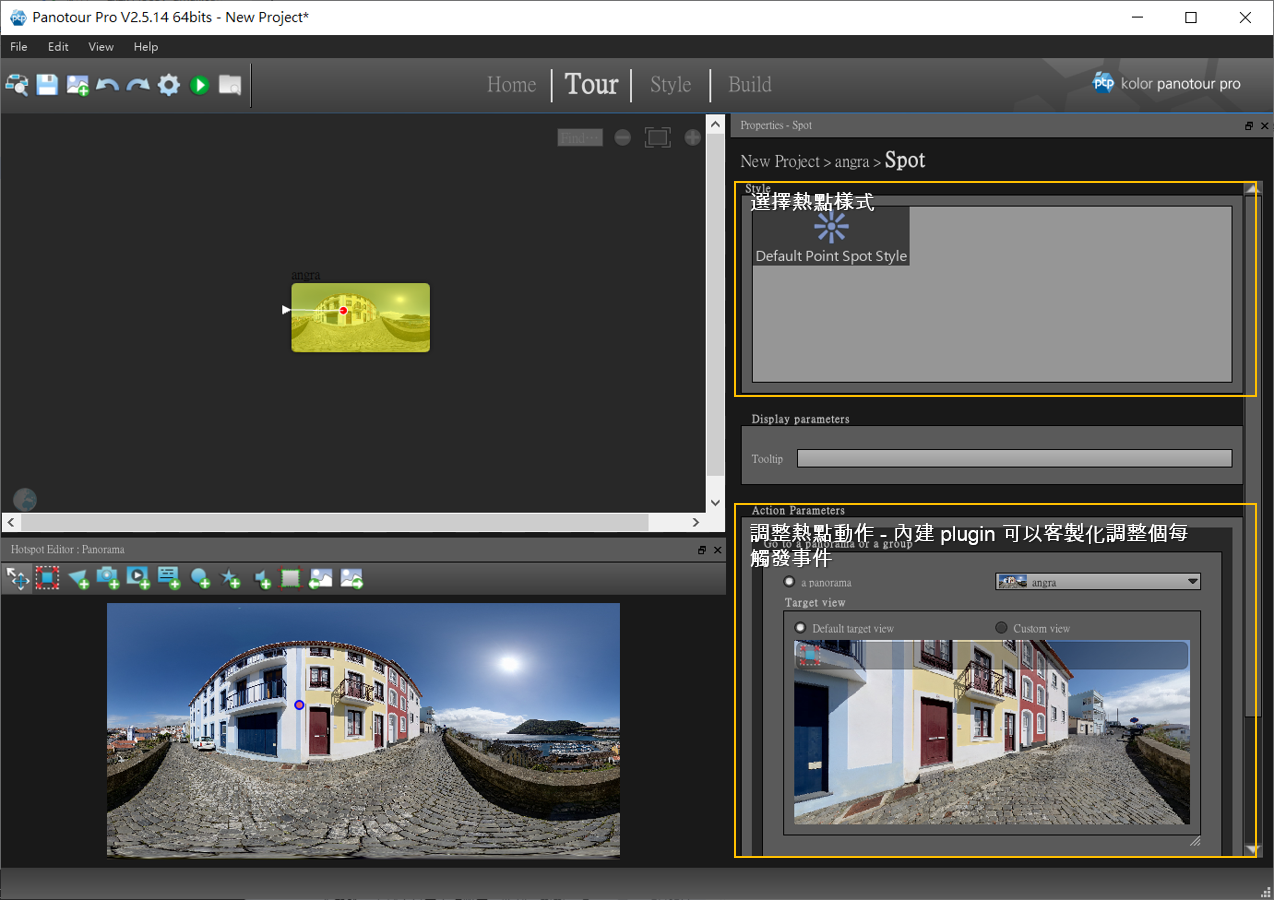 Panotour Pro V2.5.14 64bits - New Project*
File Edit View Help
Home Tour Style Build
ptp kolor panotour pro
Find...
angra
Properties - Spot
New Project > angra > Spot
Style
選擇熱點樣式
Default Point Spot Style
Display parameters
Tooltip
Action Parameters
調整熱點動作 - 內建 plugin 可以客製化調整個每
Go to a panorama or a group
觸發事件
a panorama
angra
Target view
Default target view
Custom view
Hotspot Editor : Panorama